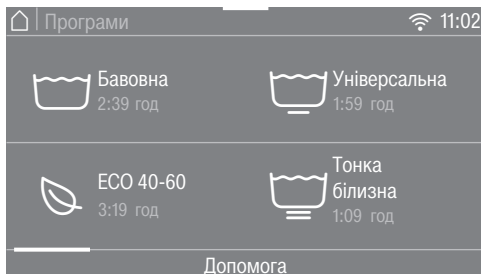 Програми
11:02
Бавовна
2:39 год
Універсальна
1:59 год
ECO 40-60
3:19 год
Тонка
білизна
1:09 год
Допомога